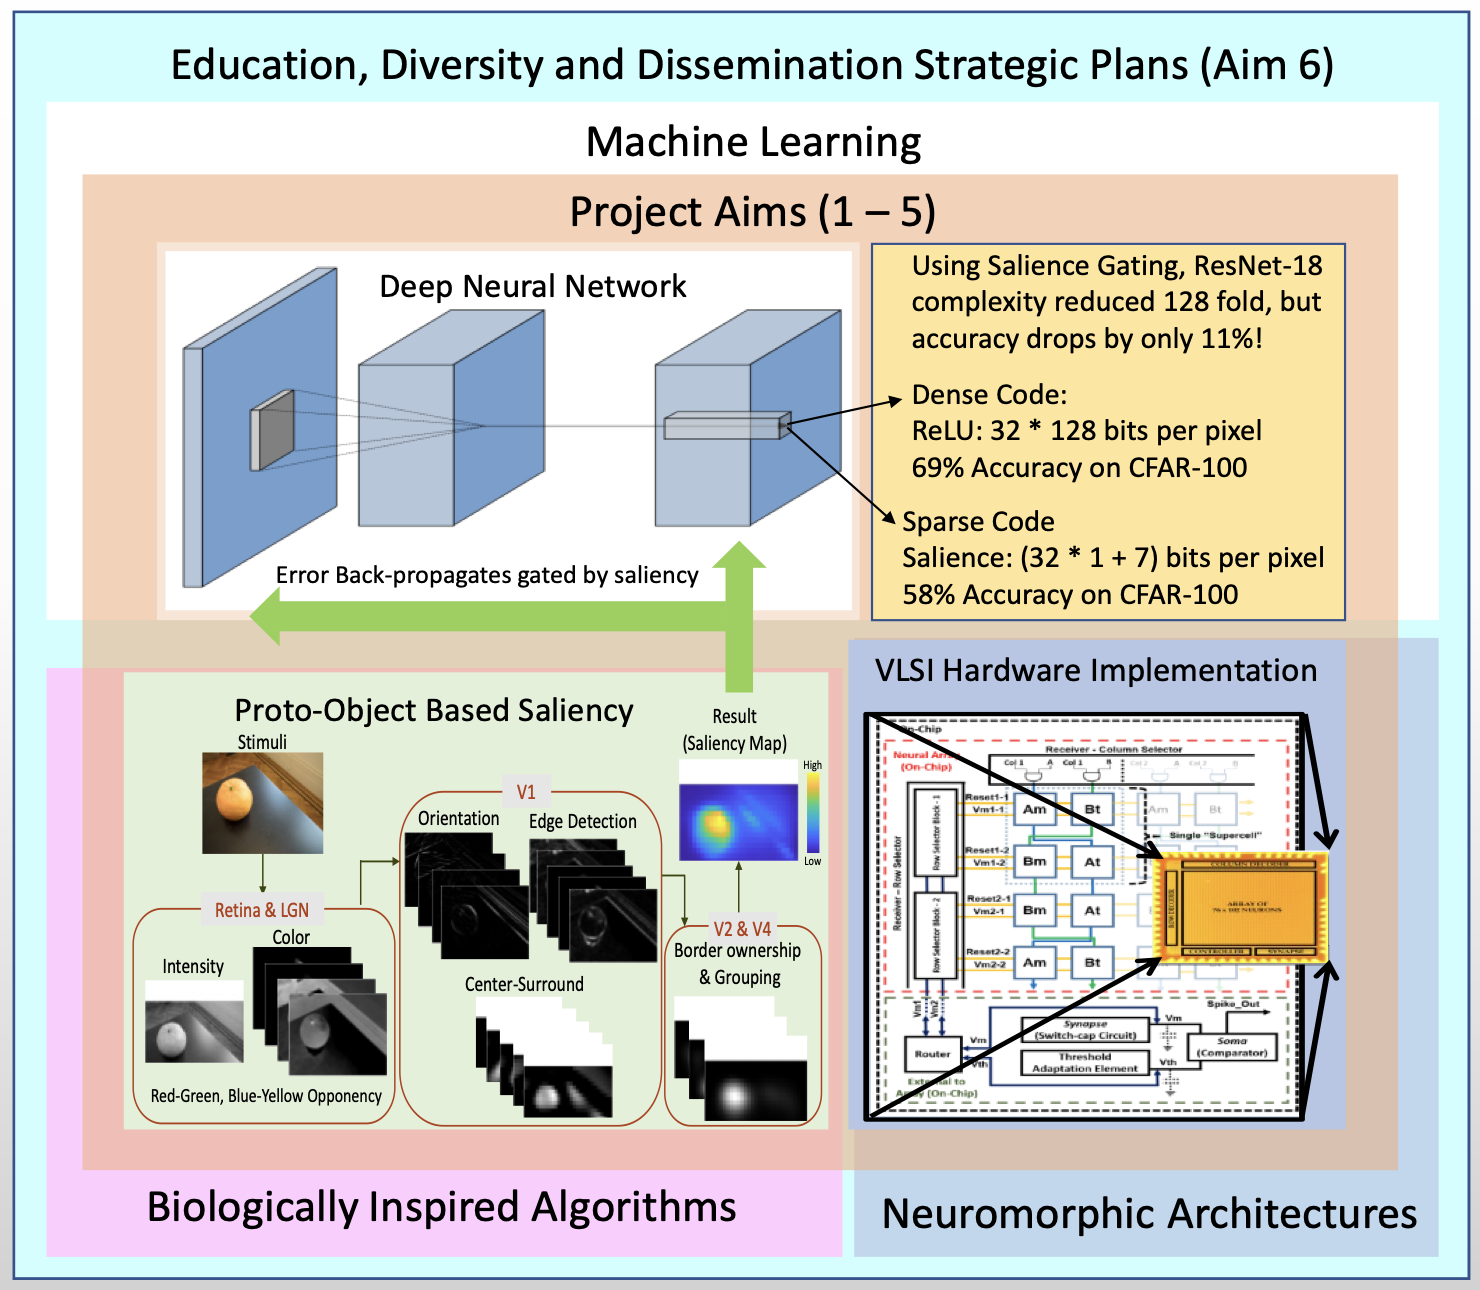 Education, Diversity and Dissemination Strategic Plans (Aim 6)
Machine Learning
Project Aims (1 – 5)
Deep Neural Network
Error Back-propagates gated by saliency
Using Salience Gating, ResNet-18
complexity reduced 128 fold, but
accuracy drops by only 11%!
Dense Code:
ReLU: 32 * 128 bits per pixel
69% Accuracy on CFAR-100
Sparse Code
Salience: (32 * 1 + 7) bits per pixel
58% Accuracy on CFAR-100
Proto-Object Based Saliency
Stimuli
Retina & LGN
Intensity
Color
Red-Green, Blue-Yellow Opponency
V1
Orientation
Edge Detection
Center-Surround
V2 & V4
Border ownership
& Grouping
Result
(Saliency Map)
High
Low
VLSI Hardware Implementation
On-Chip
Neural Array
(On-Chip)
Receiver - Column Selector
Col 1 A Col 1 B Col 2 A Col 2 B
Receiver - Row Selector
Row Selector Block - 1
Row Selector Block - 2
Reset1-1
Vm1-1
Am Bt Am Bt
Single "Supercell"
Reset1-2
Vm1-2
Bm At
Reset2-1
Vm2-1
Bm At
Reset2-2
Vm2-2
Am Bt
COLUMN DECODER
ROW DECODE
ARRAY OF
NEURONS
CONTROLLER
SYNAPSE
Vm1
Vm2
Router
Vm
Vth
Synapse
(Switch-cap Circuit)
Threshold
Adaptation Element
Vm
Vth
Spike_Out
Soma
(Comparator)
External to
Array (On-Chip)
Biologically Inspired Algorithms
Neuromorphic Architectures